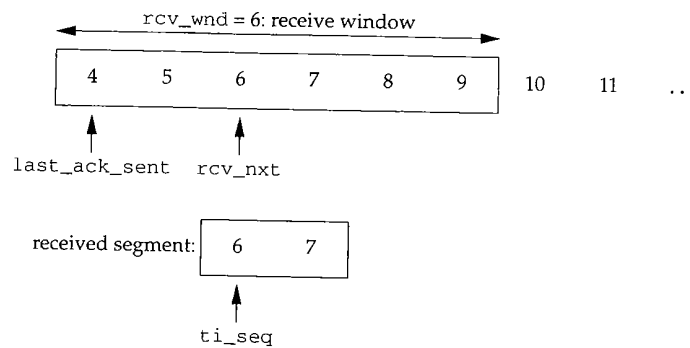 rcv_wnd = 6: receive window
4 5 6 7 8 9 10 11 ..
last_ack_sent rcv_nxt
received segment: 6 7
ti_seq